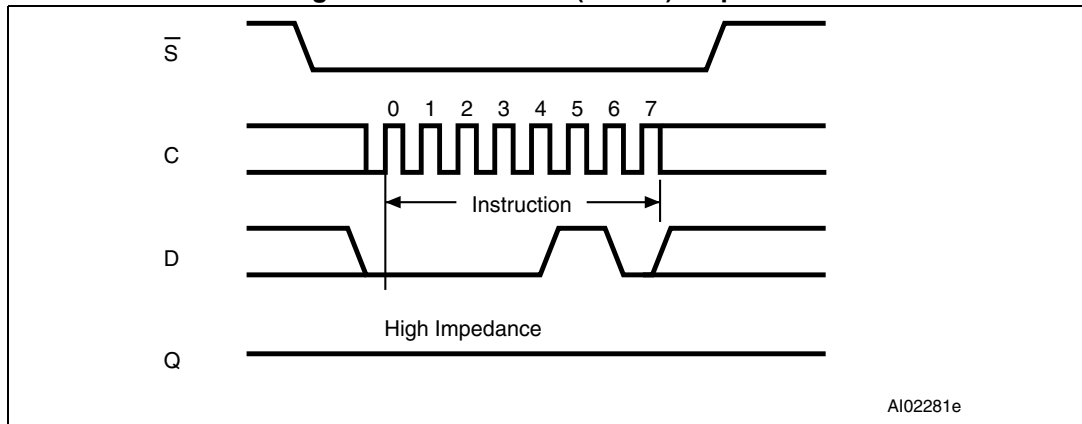 S̅
0 1 2 3 4 5 6 7
C
Instruction
D
High Impedance
Q
AI02281e